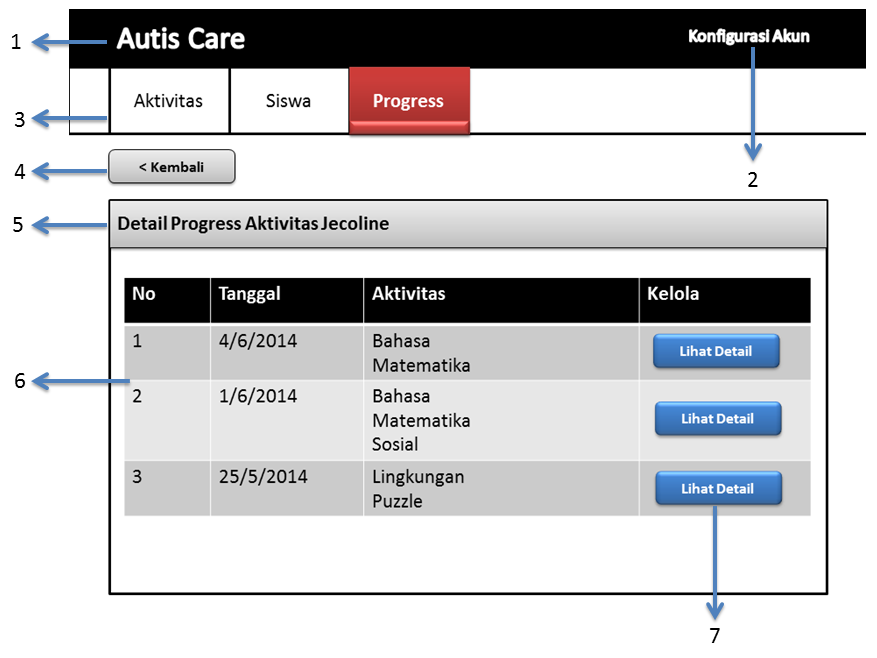 1
Autis Care
Konfigurasi Akun
3
Aktivitas
Siswa
Progress
4
< Kembali
2
5
Detail Progress Aktivitas Jecoline
No Tanggal Aktivitas Kelola
1 4/6/2014 Bahasa
Matematika
Lihat Detail
6
2 1/6/2014 Bahasa
Matematika
Sosial
Lihat Detail
3 25/5/2014 Lingkungan
Puzzle
Lihat Detail
7